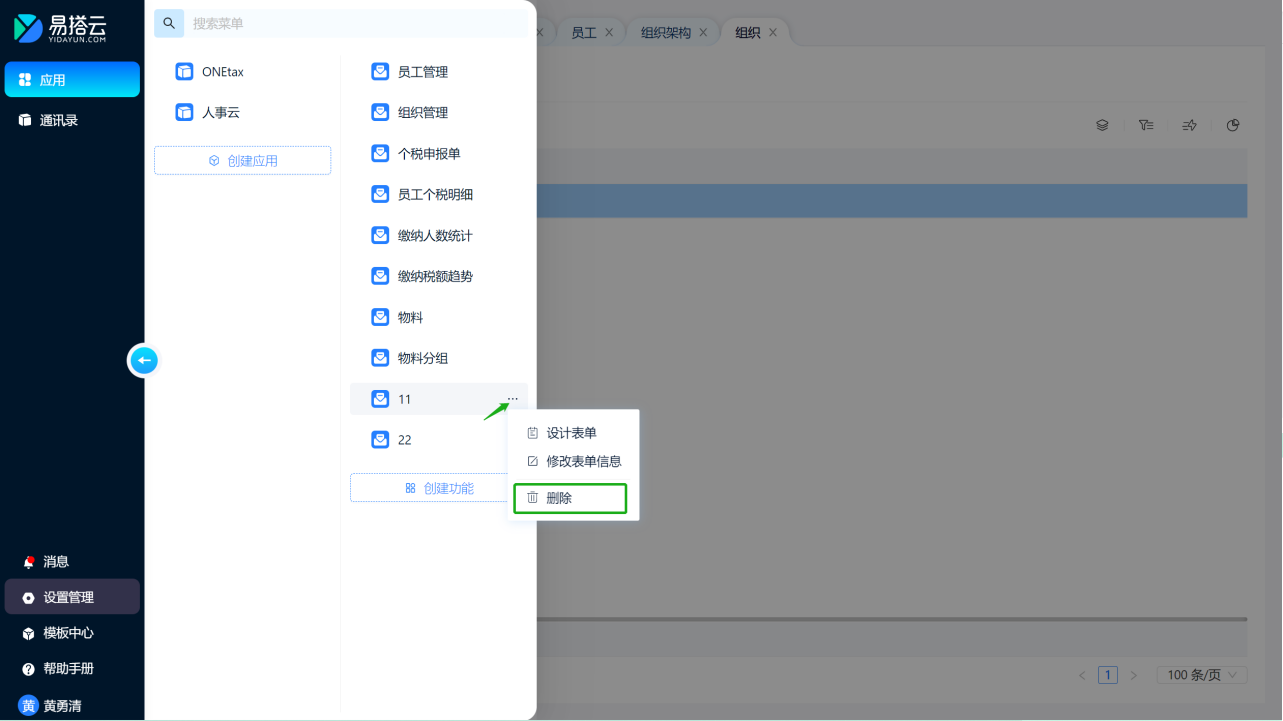 易搭云
YIDAYUN.COM
应用
通讯录
消息
设置管理
模板中心
帮助手册
黄 黄勇清
搜索菜单
ONEtax
人事云
创建应用
员工管理
组织管理
个税申报单
员工个税明细
缴纳人数统计
缴纳税额趋势
物料
物料分组
11
22
创建功能
设计表单
修改表单信息
删除
员工
组织架构
组织
1
100 条/页